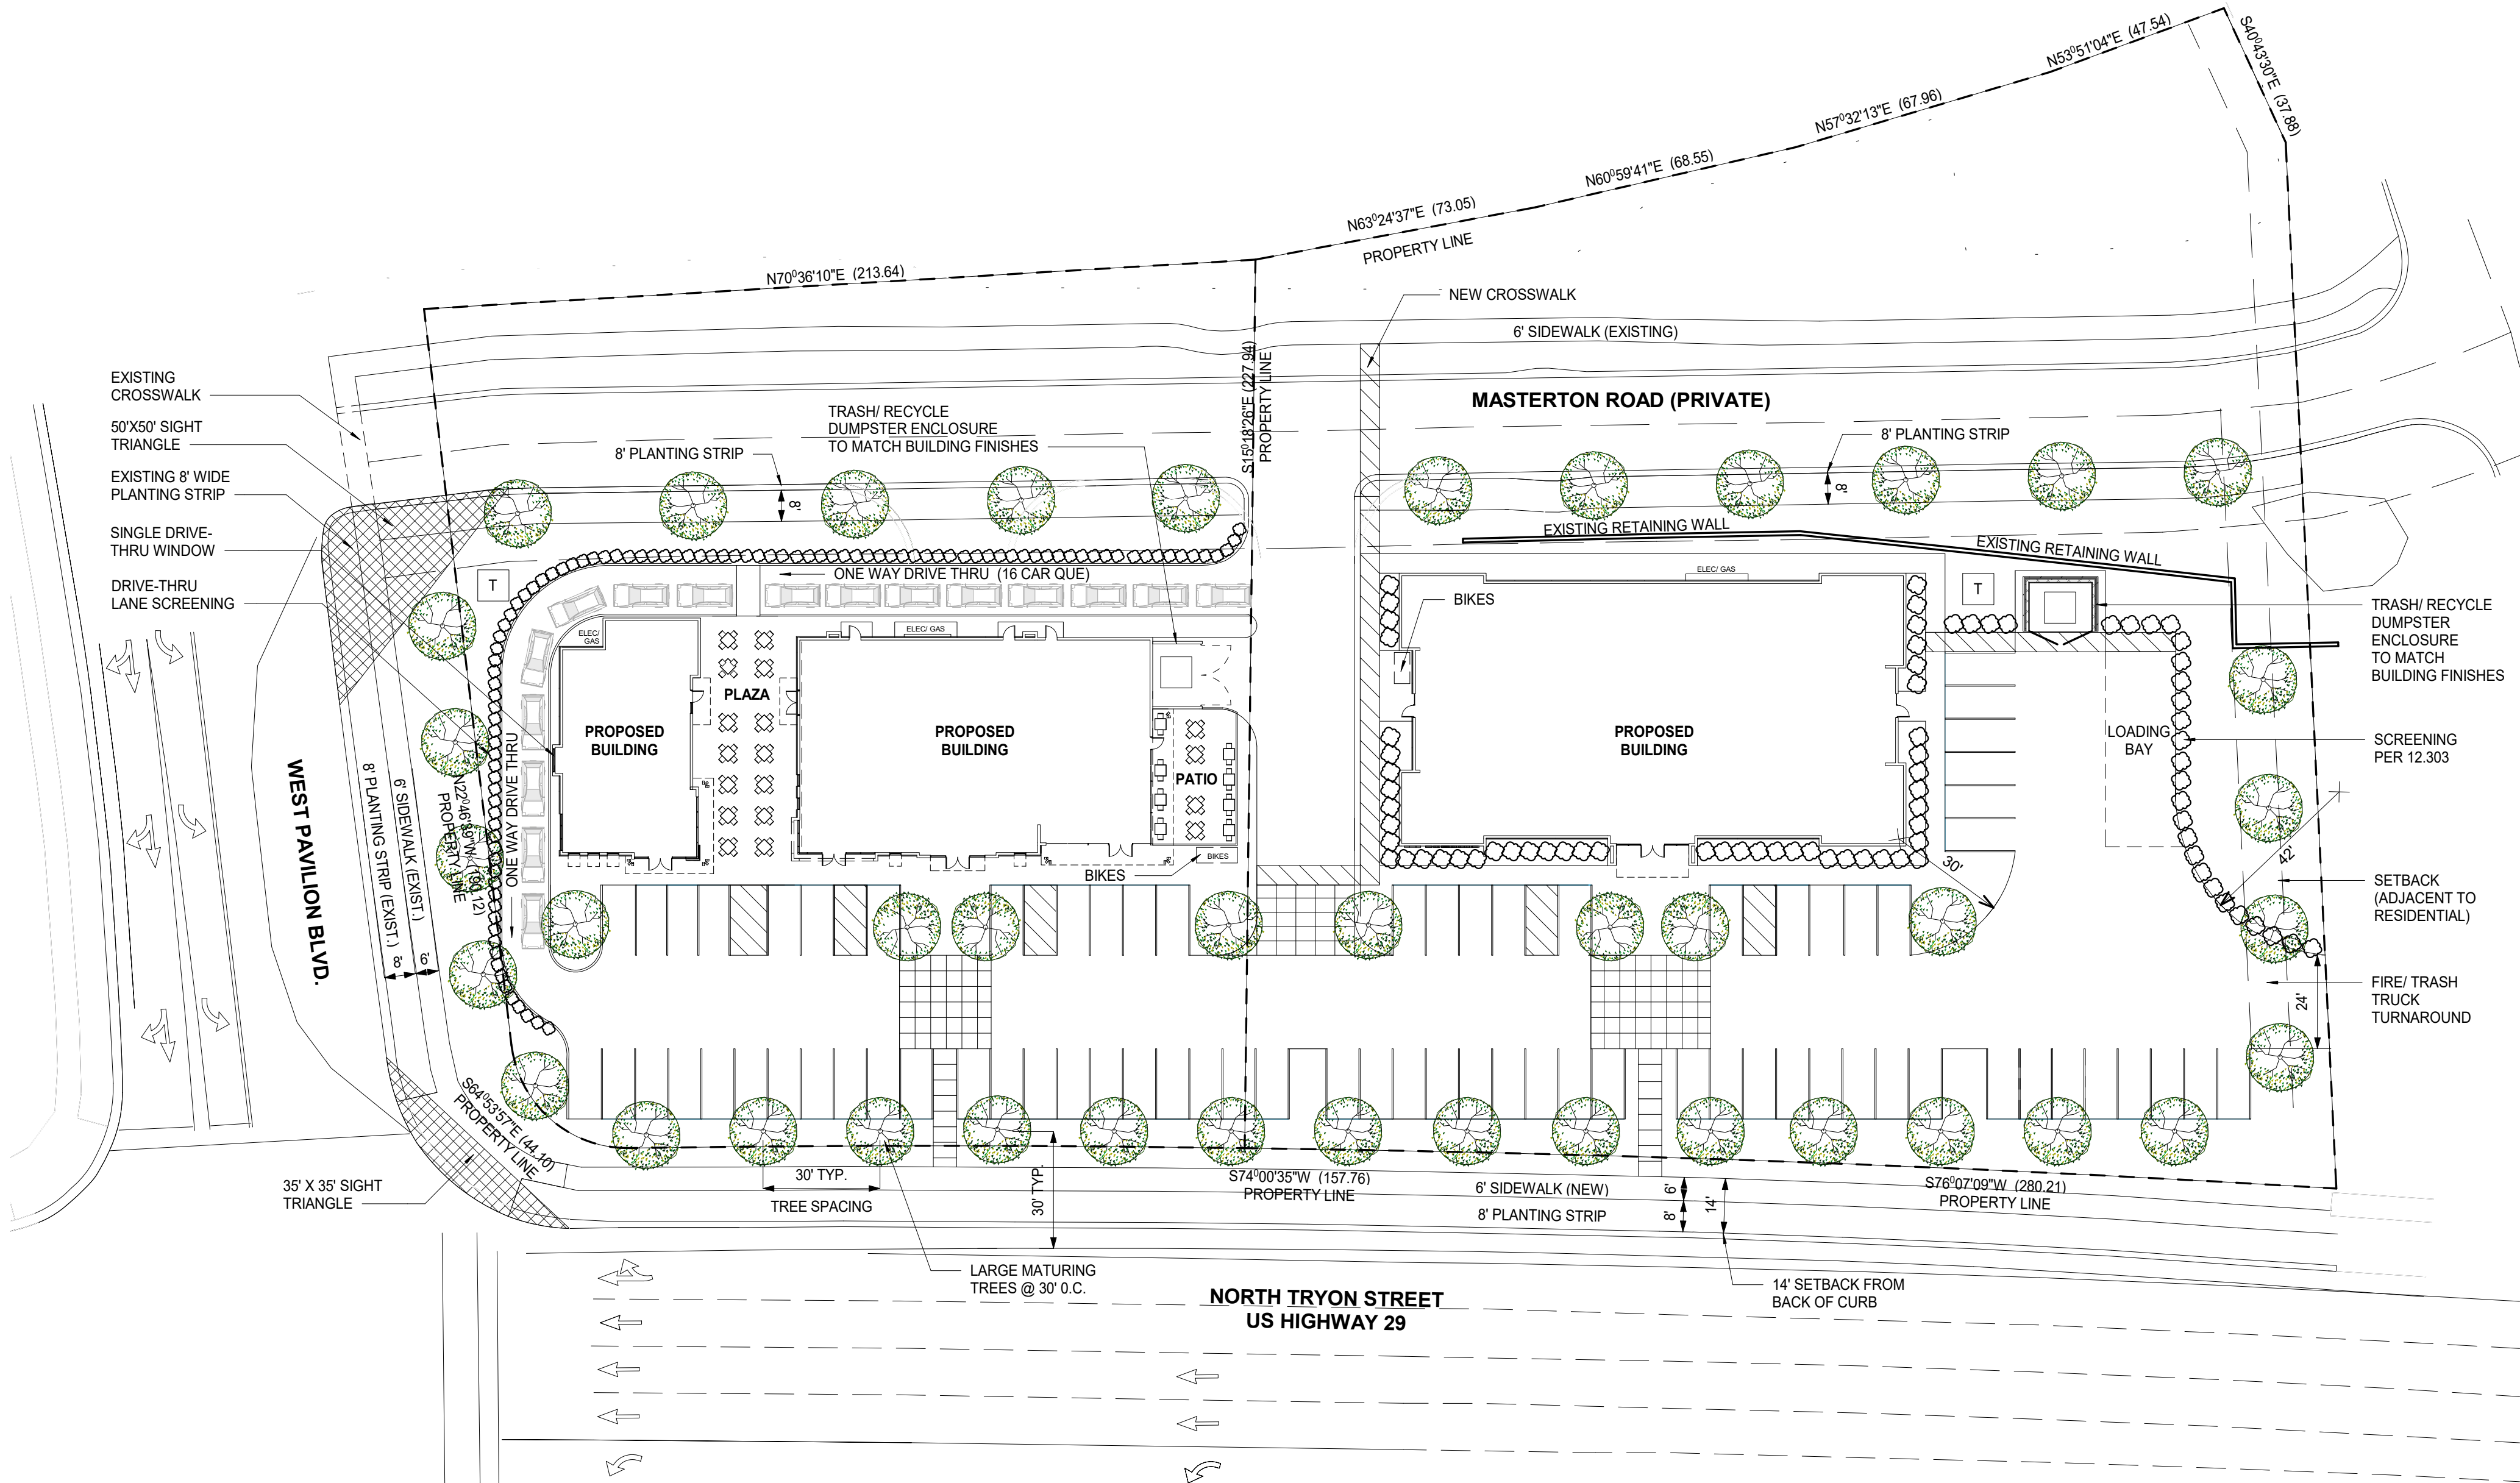 N53°51'04"E (47.54)
S40°43'30"E (37.88)
N57°32'13"E (67.96)
N60°59'41"E (68.55)
N63°24'37"E (73.05)
PROPERTY LINE
N70°36'10"E (213.64)
NEW CROSSWALK
6' SIDEWALK (EXISTING)
S15°18'26"E (227.94)
PROPERTY LINE
EXISTING
CROSSWALK
50'X50' SIGHT
TRIANGLE
EXISTING 8' WIDE
PLANTING STRIP
SINGLE DRIVE-
THRU WINDOW
DRIVE-THRU
LANE SCREENING
MASTERTON ROAD (PRIVATE)
TRASH/ RECYCLE
DUMPSTER ENCLOSURE
TO MATCH BUILDING FINISHES
8' PLANTING STRIP
8'
8' PLANTING STRIP
8'
EXISTING RETAINING WALL
EXISTING RETAINING WALL
T
ONE WAY DRIVE THRU (16 CAR QUE)
ELEC/ GAS
BIKES
T
ELEC/
GAS
ELEC/ GAS
TRASH/ RECYCLE
DUMPSTER
ENCLOSURE
TO MATCH
BUILDING FINISHES
PLAZA
PROPOSED
BUILDING
PROPOSED
BUILDING
PROPOSED
BUILDING
LOADING
BAY
SCREENING
PER 12.303
PATIO
BIKES
BIKES
WEST PAVILION BLVD.
8' PLANTING STRIP (EXIST.)
8'
6' SIDEWALK (EXIST.)
6'
PROPERTY LINE
ONE WAY DRIVE THRU
30'
42'
SETBACK
(ADJACENT TO
RESIDENTIAL)
24'
FIRE/ TRASH
TRUCK
TURNAROUND
S64°53'57"E (44.10)
PROPERTY LINE
35' X 35' SIGHT
TRIANGLE
30' TYP.
TREE SPACING
30' TYP.
S74°00'35"W (157.76)
PROPERTY LINE
6' SIDEWALK (NEW)
6'
8' PLANTING STRIP
8'
14'
S76°07'09"W (280.21)
PROPERTY LINE
LARGE MATURING
TREES @ 30' O.C.
14' SETBACK FROM
BACK OF CURB
NORTH TRYON STREET
US HIGHWAY 29